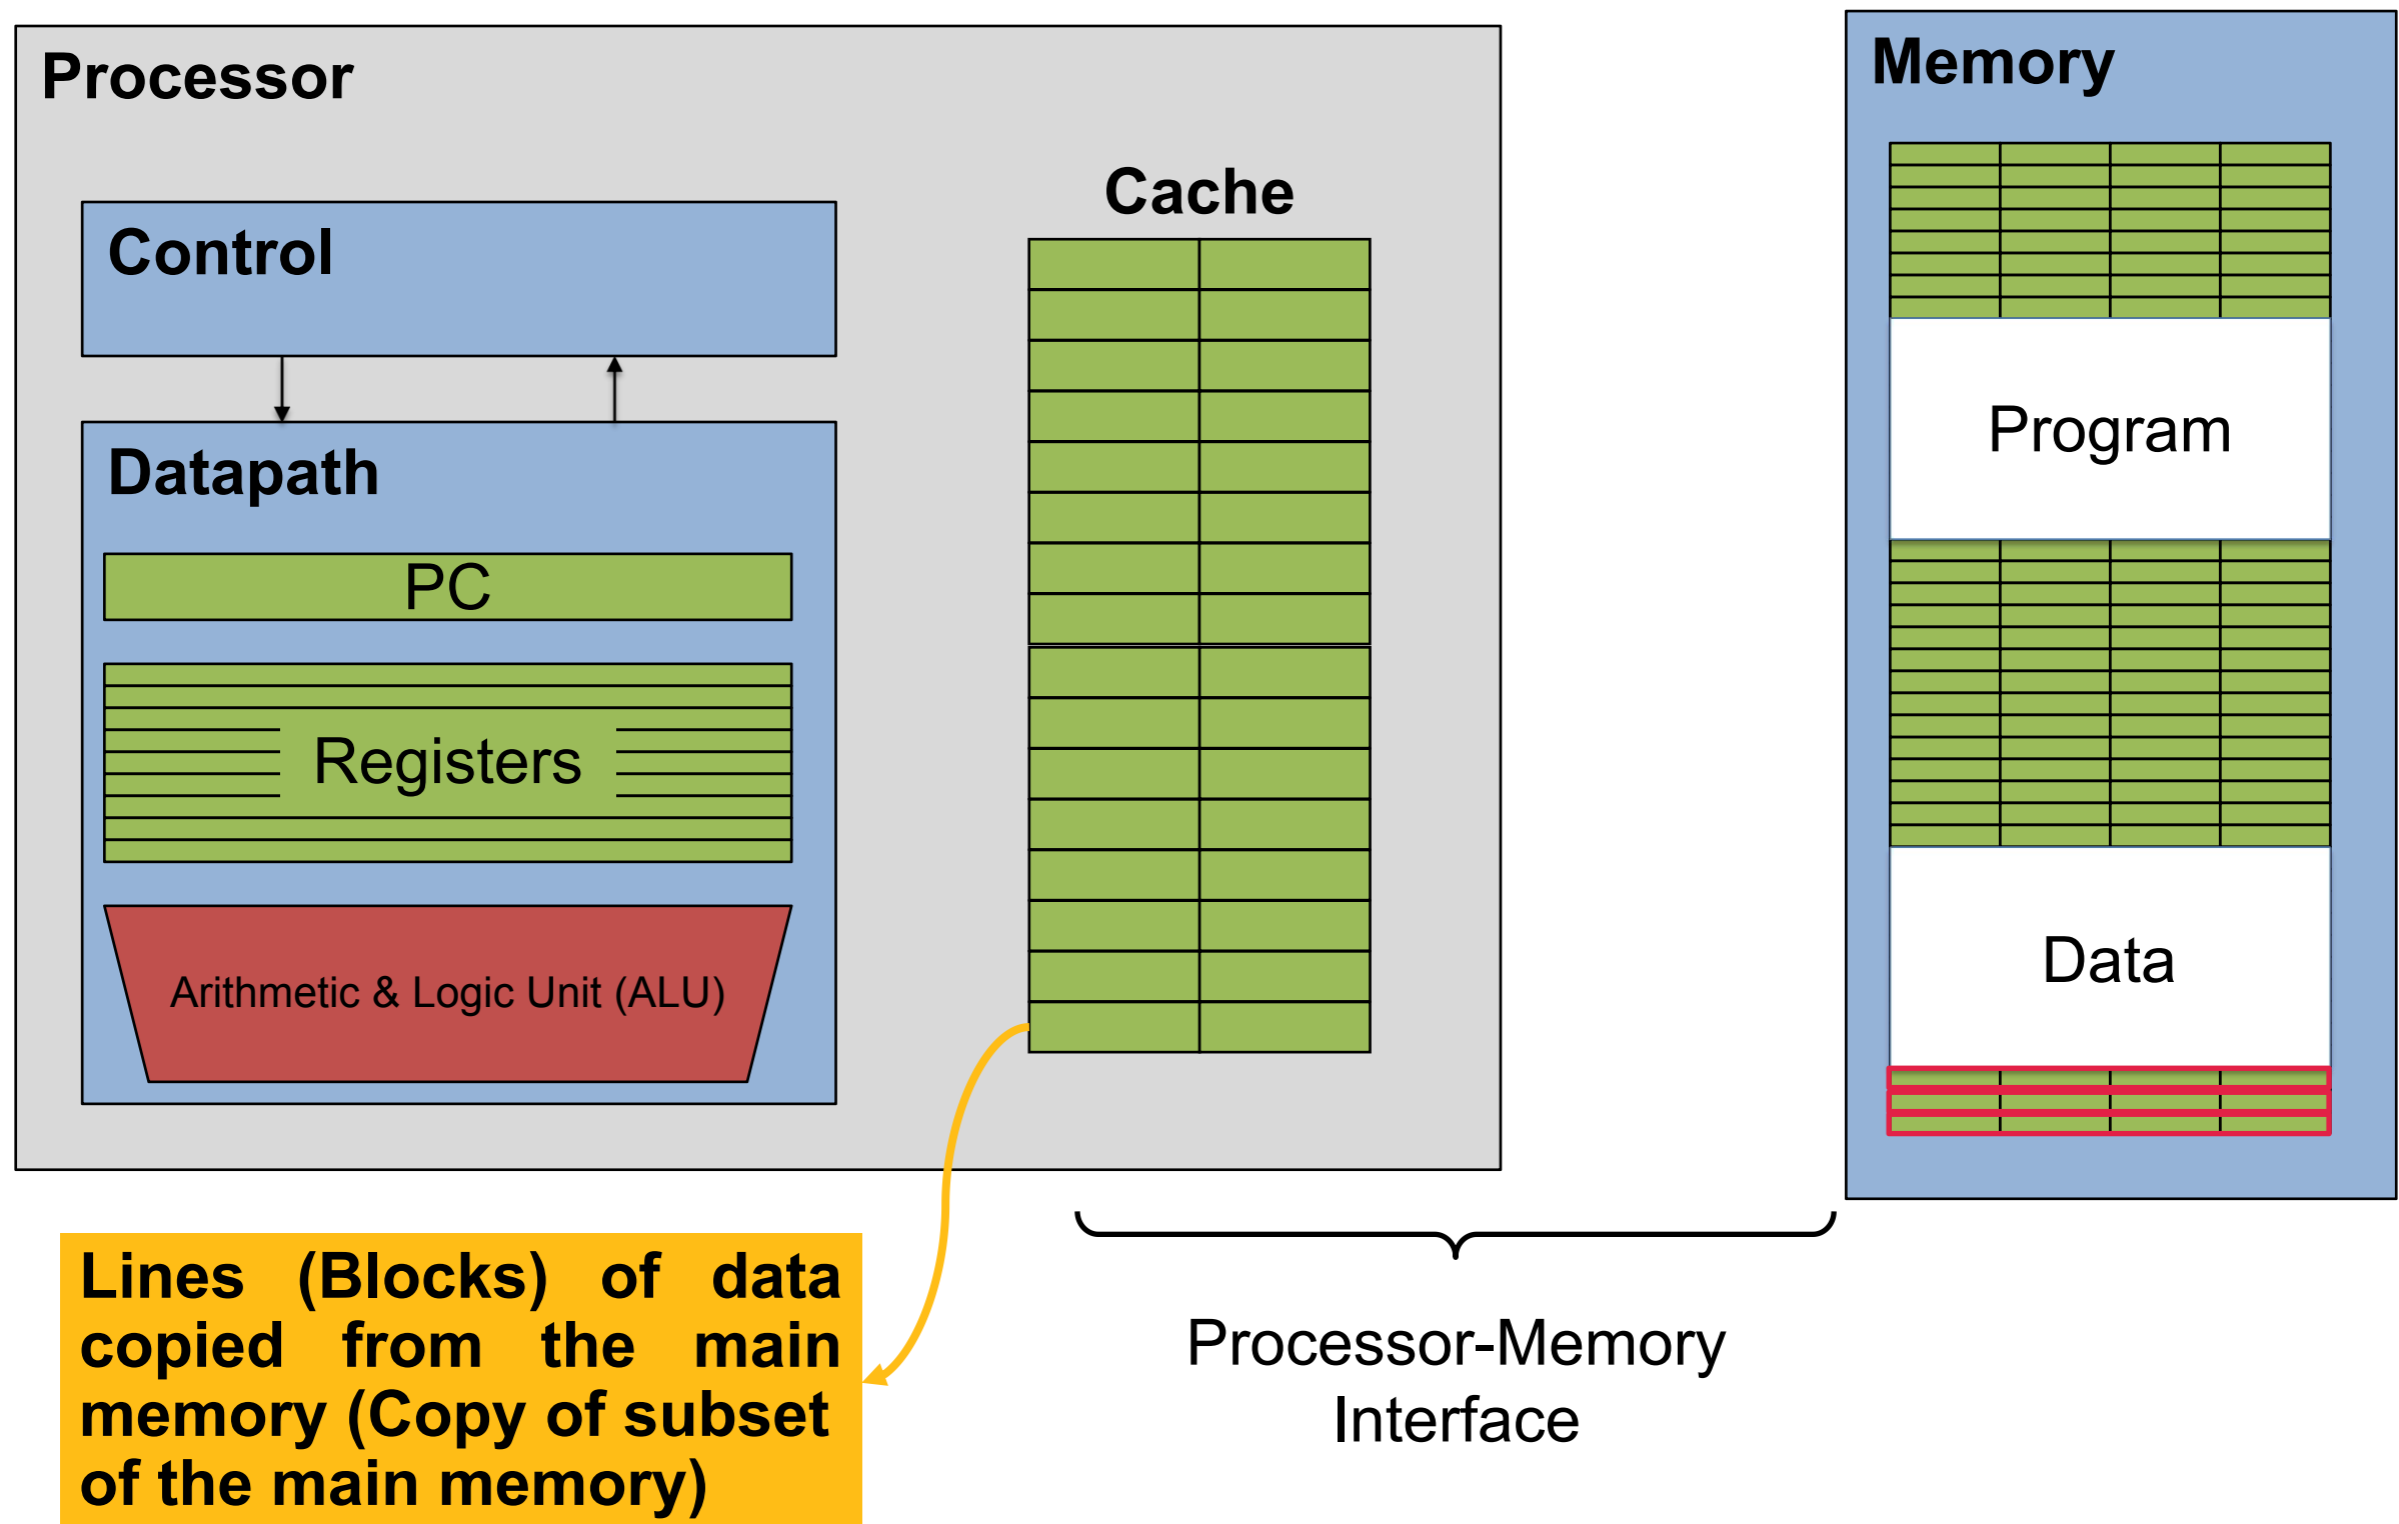 Processor
Memory
Cache
Control
Datapath
PC
Registers
Arithmetic & Logic Unit (ALU)
Program
Data
Lines (Blocks) of data
copied from the main
memory (Copy of subset
of the main memory)
Processor-Memory
Interface